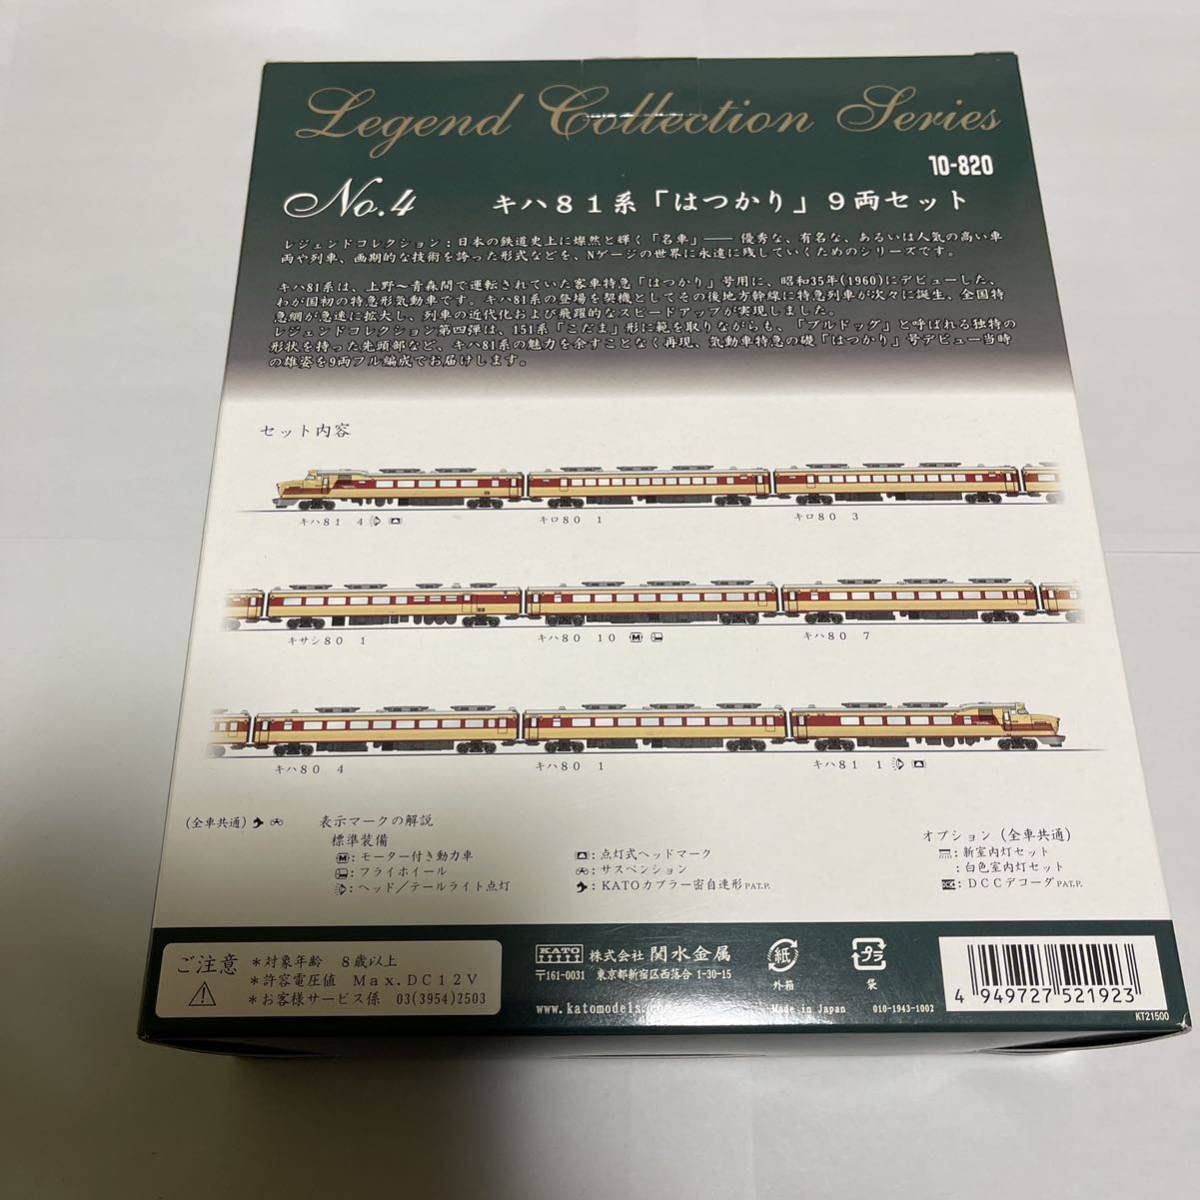 Legend Collection Series
10-820
No.4 キハ81系「はつかり」9両セット
レジェンドコレクション：日本の鉄道史上に燦然と輝く「名車」── 優秀な、有名な、あるいは人気の高い車
両や列車、画期的な技術を誇った形式などを、Nゲージの世界に永遠に残していくためのシリーズです。
キハ81系は、上野～青森間で運転されていた客車特急「はつかり」号用に、昭和35年(1960)にデビューした、
わが国初の特急形気動車です。キハ81系の登場を契機としてその後地方幹線に特急列車が次々に誕生、全国特
急網が急速に拡大し、列車の近代化および飛躍的なスピードアップが実現しました。
レジェンドコレクション第四弾は、151系「こだま」形に範を取りながらも、「ブルドッグ」と呼ばれる独特の
形状を持った先頭部など、キハ81系の魅力を余すことなく再現、気動車特急の礎「はつかり」号デビュー当時
の雄姿を9両フル編成でお届けします。
セット内容
キハ81 4
キロ80 1
キロ80 3
キサシ80 1
キハ80 10 M
キハ80 7
キハ80 4
キハ80 1
キハ81 1
(全車共通)
表示マークの解説
標準装備
M：モーター付き動力車
：フライホイール
：ヘッド／テールライト点灯
：点灯式ヘッドマーク
：サスペンション
：KATOカプラー密自連形PAT.P.
オプション(全車共通)
：新室内灯セット
：白色室内灯セット
：DCCデコーダPAT.P.
ご注意
＊対象年齢 8歳以上
＊許容電圧値 Max.DC12V
＊お客様サービス係 03(3954)2503
KATO 株式会社 関水金属
〒161-0031 東京都新宿区西落合 1-30-15
www.katomodels.com
紙
外箱
プラ
袋
Made in Japan
010-1943-1002
4 949727 521923
KT21500